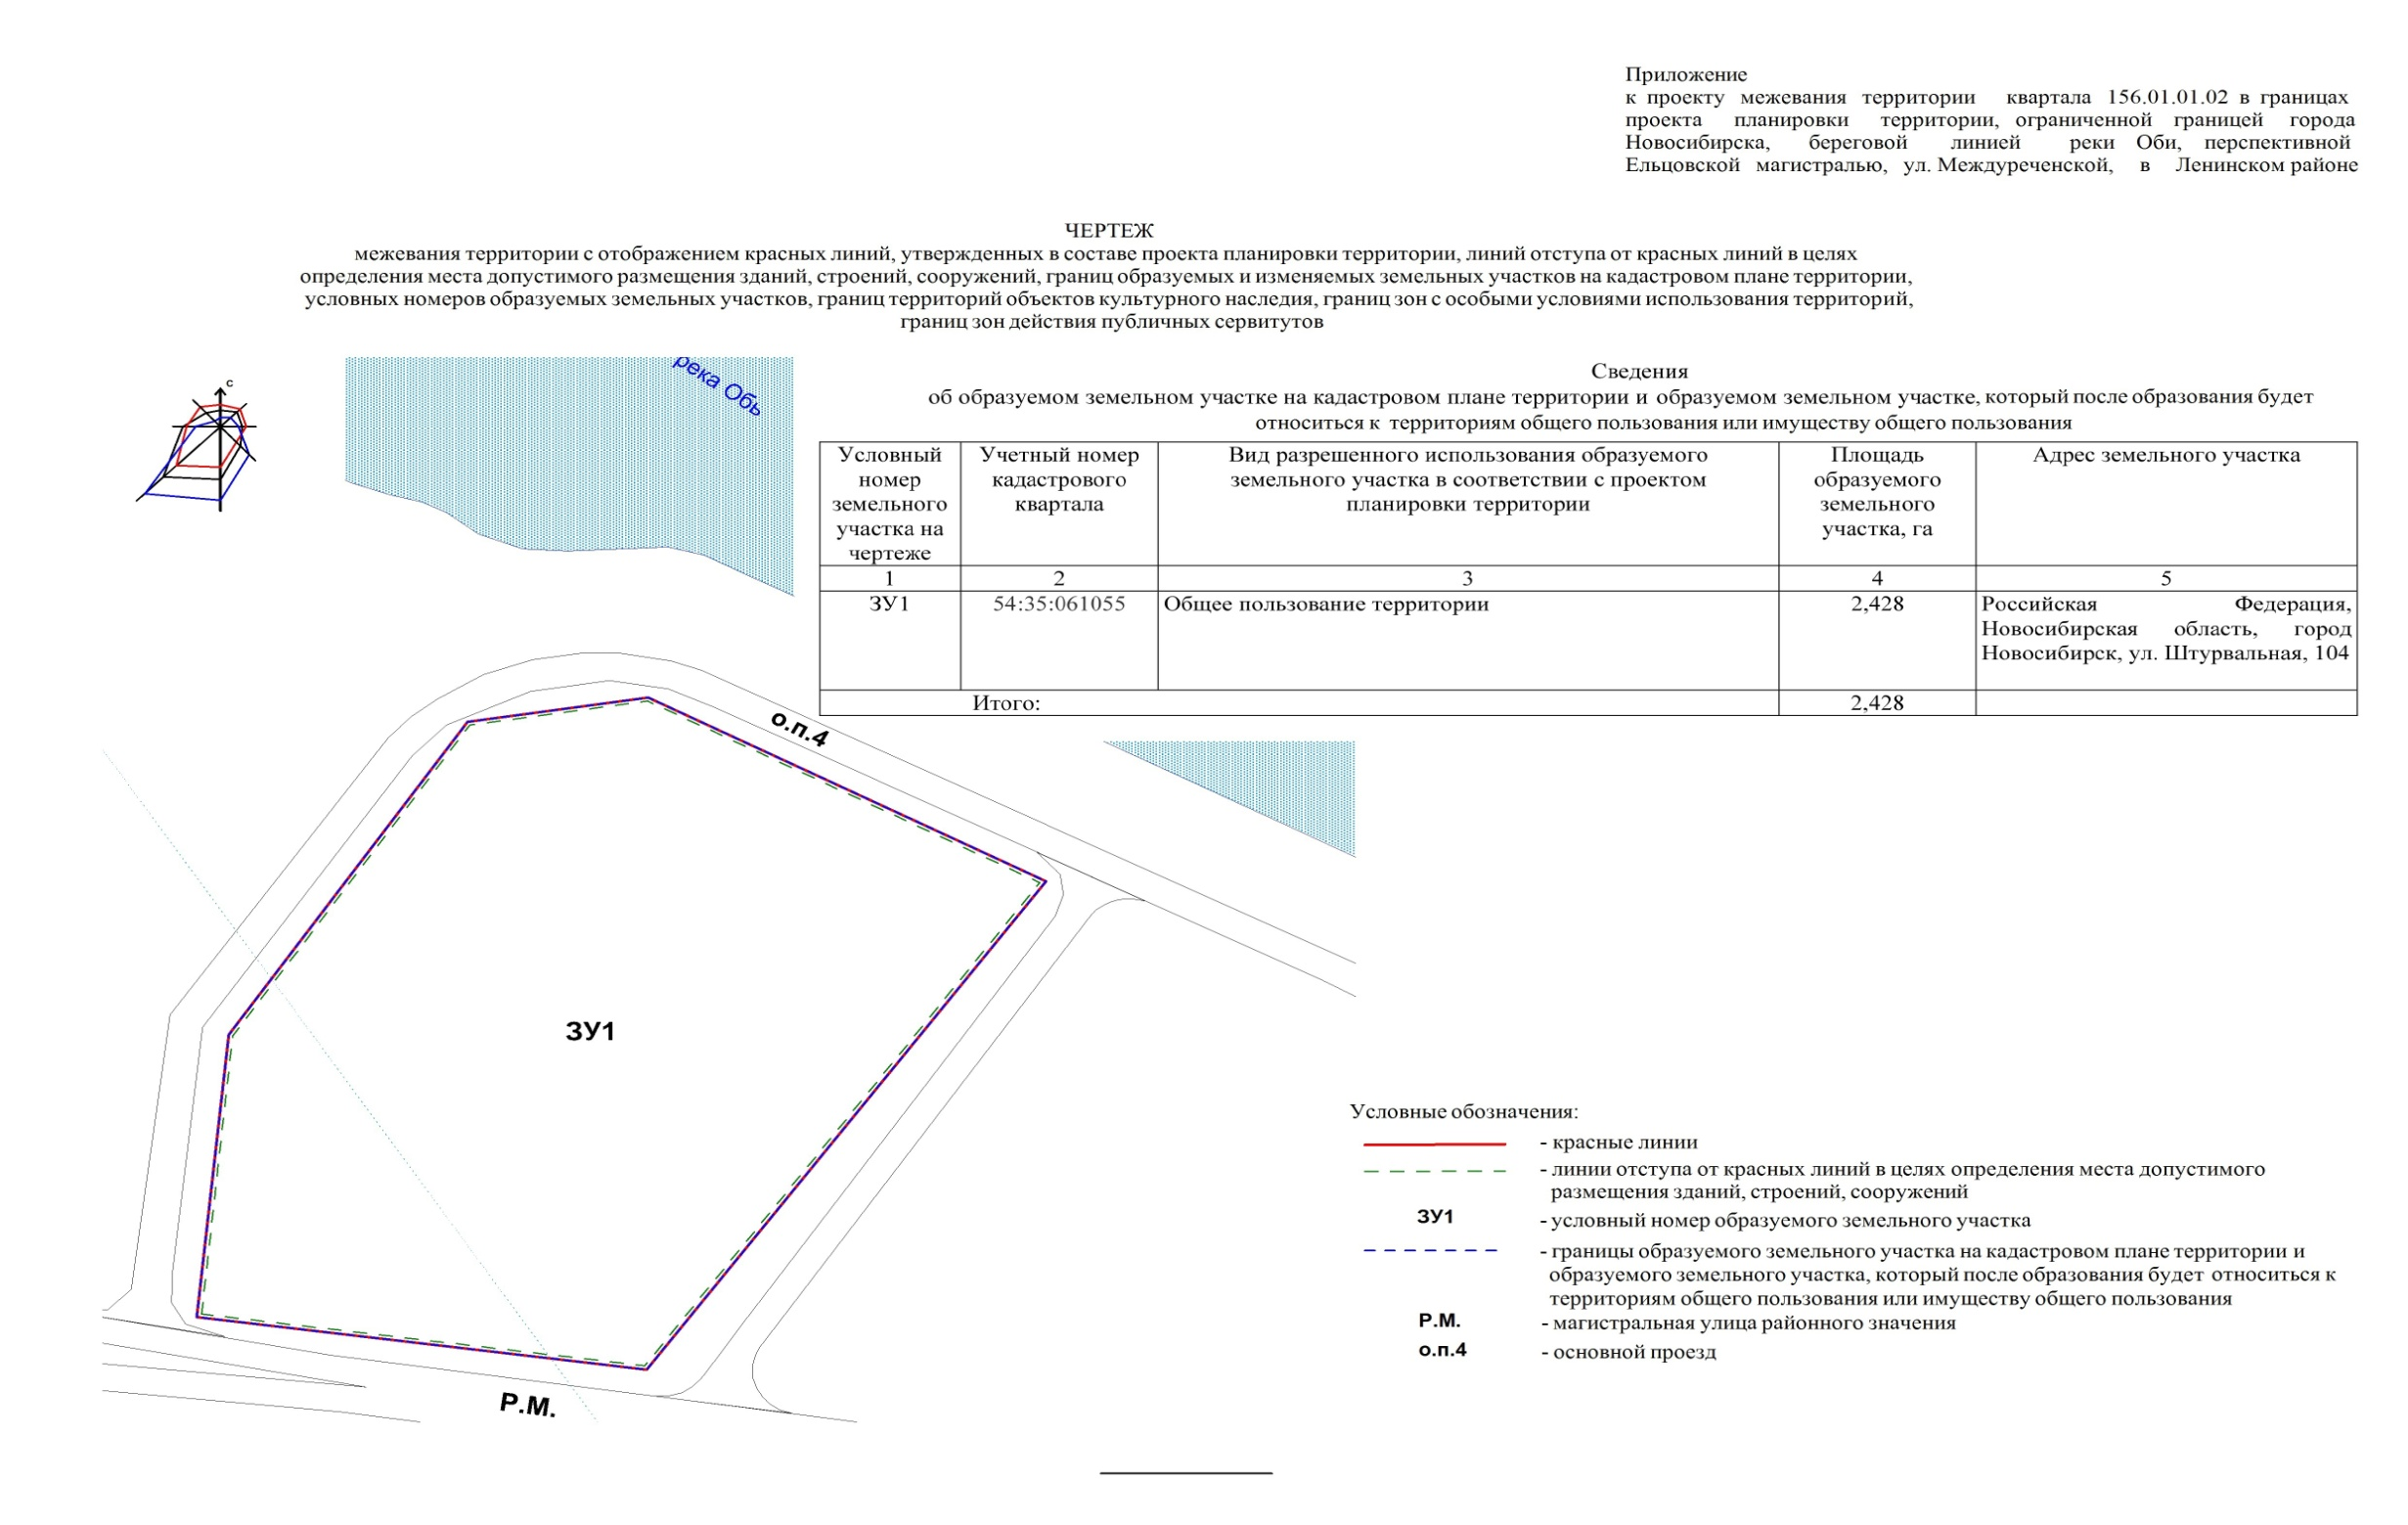 Приложение
к проекту межевания территории квартала 156.01.01.02 в границах
проекта планировки территории, ограниченной границей города
Новосибирска, береговой линией реки Оби, перспективной
Ельцовской магистралью, ул. Междуреченской, в Ленинском районе
ЧЕРТЕЖ
межевания территории с отображением красных линий, утвержденных в составе проекта планировки территории, линий отступа от красных линий в целях
определения места допустимого размещения зданий, строений, сооружений, границ образуемых и изменяемых земельных участков на кадастровом плане территории,
условных номеров образуемых земельных участков, границ территорий объектов культурного наследия, границ зон с особыми условиями использования территорий,
границ зон действия публичных сервитутов
С
река Обь
Сведения
об образуемом земельном участке на кадастровом плане территории и образуемом земельном участке, который после образования будет
относиться к территориям общего пользования или имуществу общего пользования
Условный
номер
земельного
участка на
чертеже
Учетный номер
кадастрового
квартала
Вид разрешенного использования образуемого
земельного участка в соответствии с проектом
планировки территории
Площадь
образуемого
земельного
участка, га
Адрес земельного участка
1 2 3 4 5
ЗУ1
54:35:061055
Общее пользование территории
2,428
Российская Федерация,
Новосибирская область, город
Новосибирск, ул. Штурвальная, 104
Итого: 2,428
о.п.4
ЗУ1
Р.М.
Условные обозначения:
- красные линии
- линии отступа от красных линий в целях определения места допустимого
размещения зданий, строений, сооружений
ЗУ1 - условный номер образуемого земельного участка
- границы образуемого земельного участка на кадастровом плане территории и
образуемого земельного участка, который после образования будет относиться к
территориям общего пользования или имуществу общего пользования
Р.М. - магистральная улица районного значения
о.п.4 - основной проезд